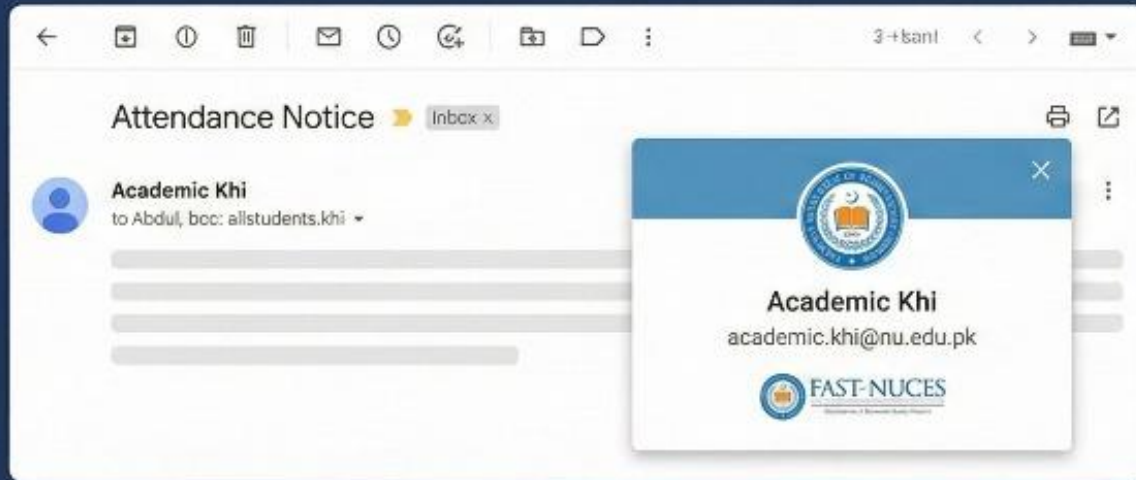 Attendance Notice Inbox x
Academic Khi
to Abdul, bcc: allstudents.khi
Academic Khi
academic.khi@nu.edu.pk
FAST-NUCES